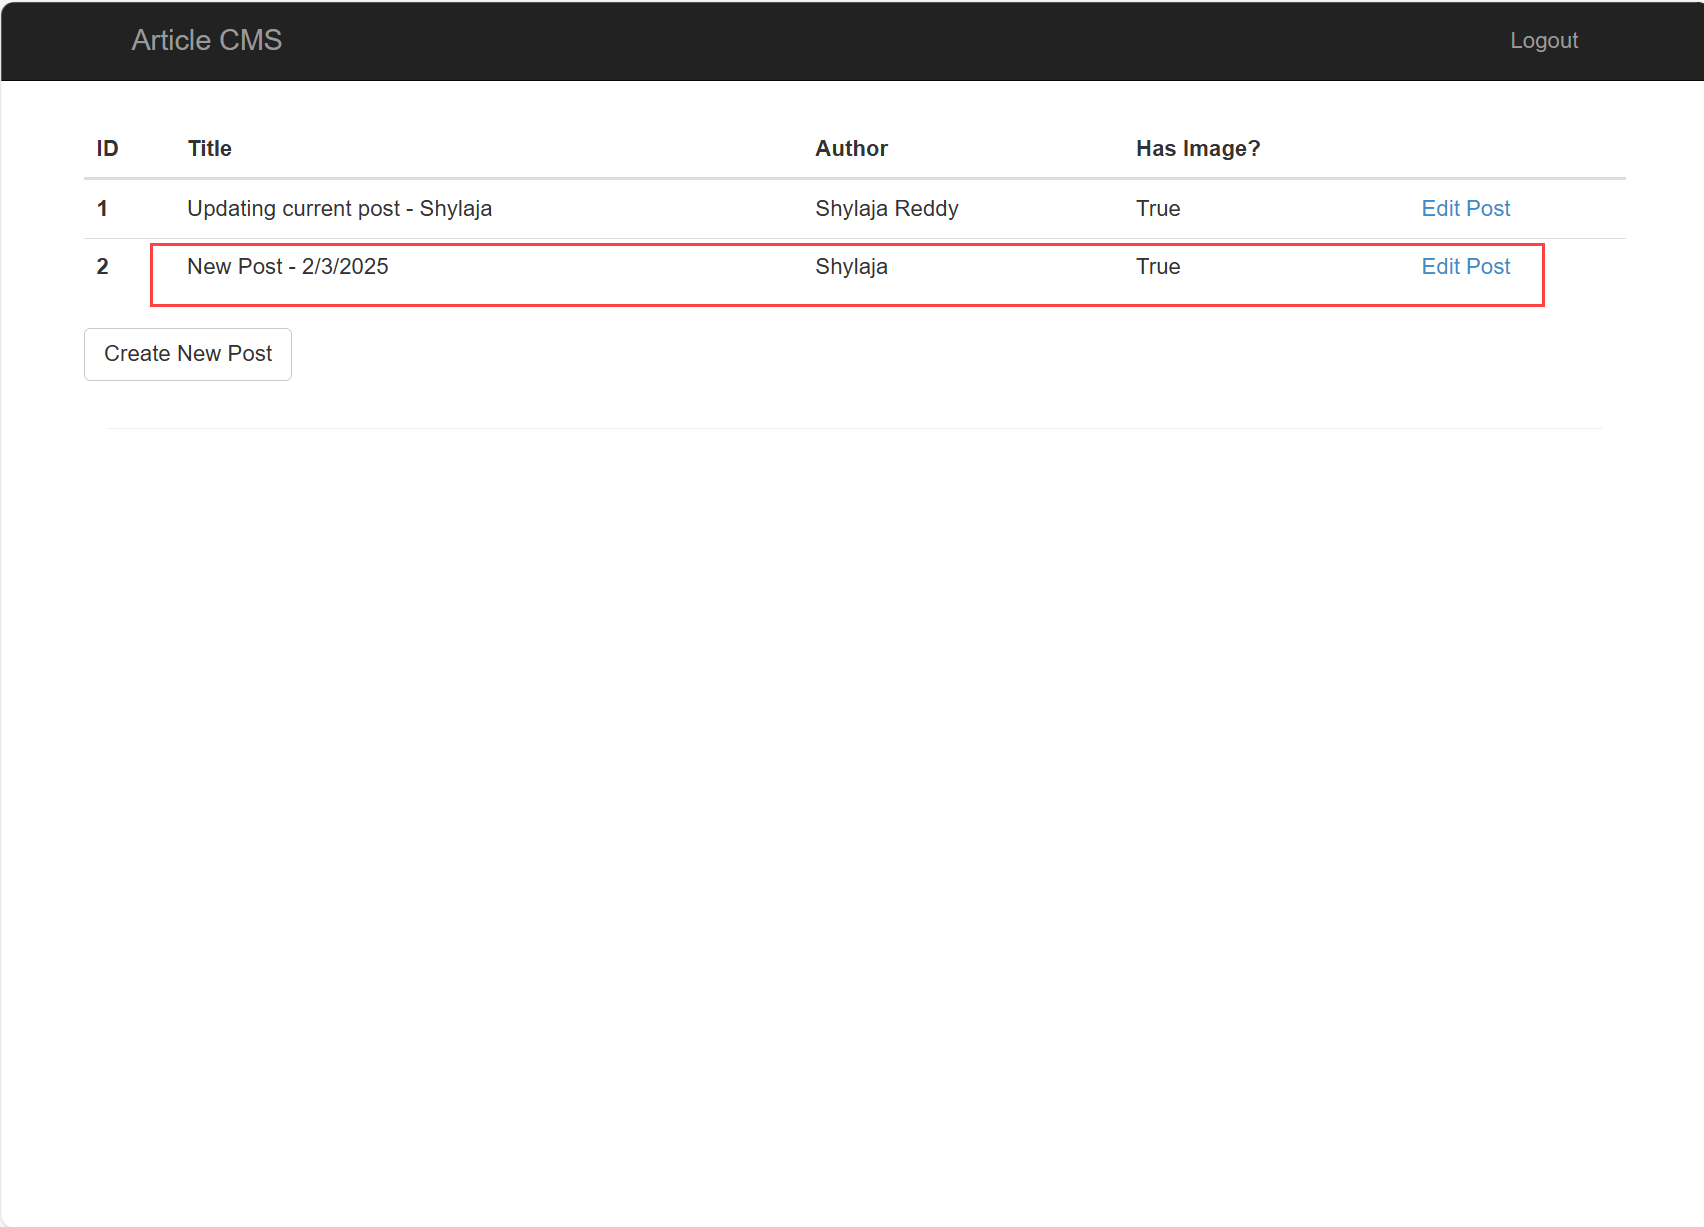 Article CMS Logout
ID Title Author Has Image?
1 Updating current post - Shylaja Shylaja Reddy True Edit Post
2 New Post - 2/3/2025 Shylaja True Edit Post
Create New Post